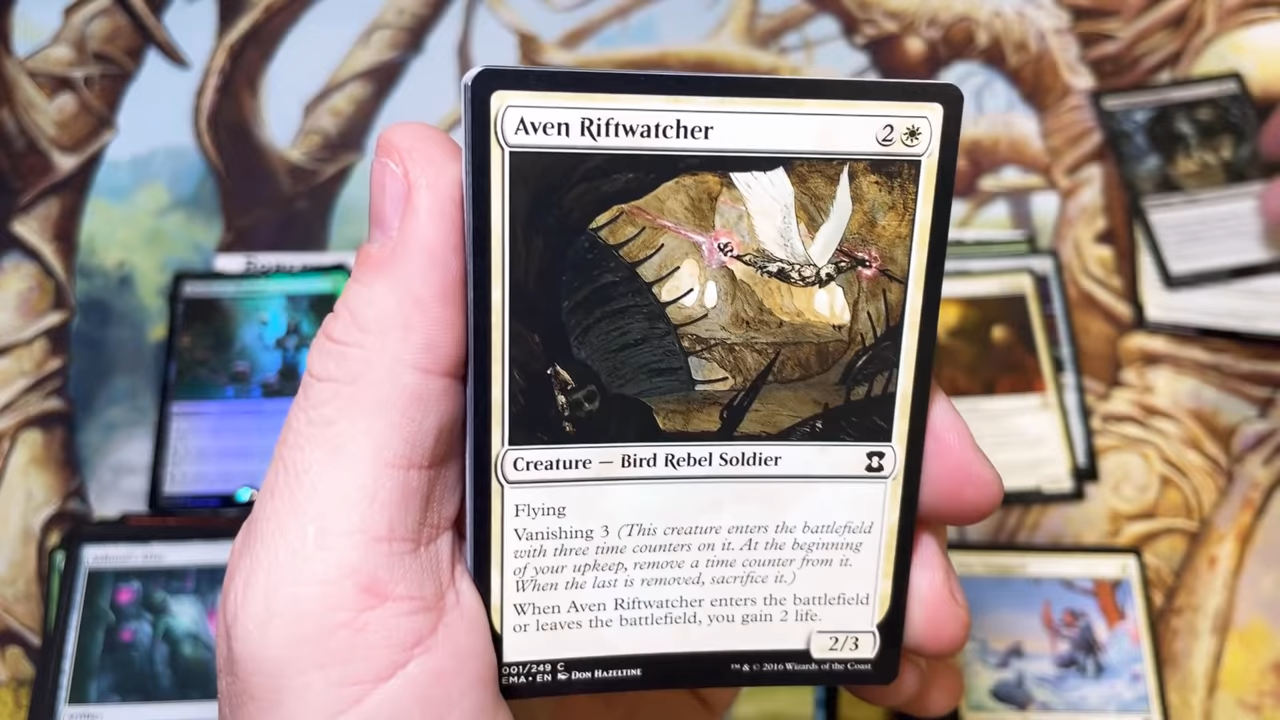 Aven Riftwatcher 2
Creature — Bird Rebel Soldier
Flying
Vanishing 3 (This creature enters the battlefield
with three time counters on it. At the beginning
of your upkeep, remove a time counter from it.
When the last is removed, sacrifice it.)
When Aven Riftwatcher enters the battlefield
or leaves the battlefield, you gain 2 life.
2/3
001/249 C
EMA • EN Don Hazeltine
™ & © 2016 Wizards of the Coast